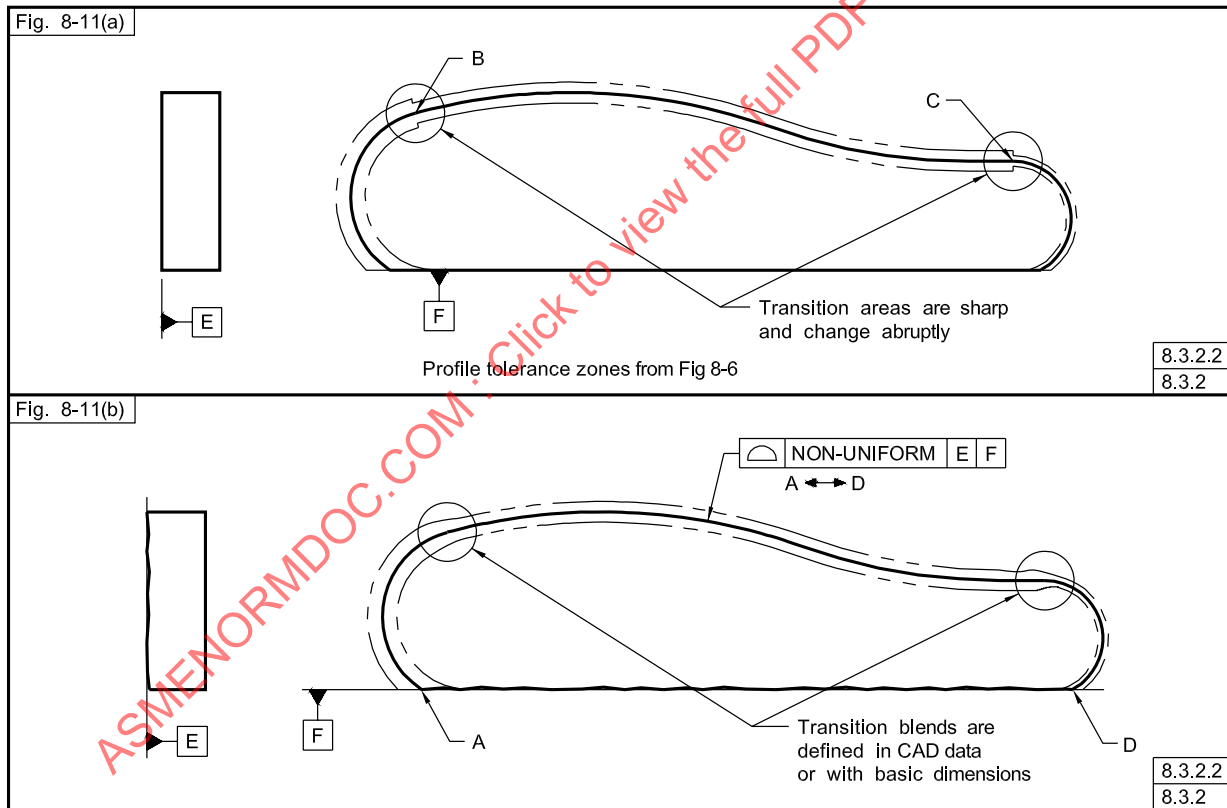 Fig. 8-11(a)
B
C
E
F
Transition areas are sharp
and change abruptly
Profile tolerance zones from Fig 8-6
8.3.2.2
8.3.2
Fig. 8-11(b)
NON-UNIFORM E F
A D
E
F
A
D
Transition blends are
defined in CAD data
or with basic dimensions
8.3.2.2
8.3.2
ASMENORMDOC.COM : Click to view the full PDF